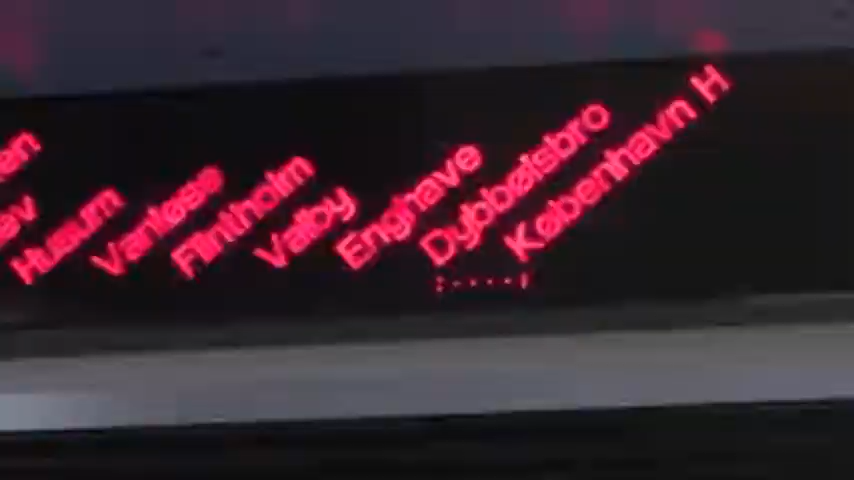 Husum
Vanløse
Flintholm
Valby
Enghave
Dybbølsbro
København H